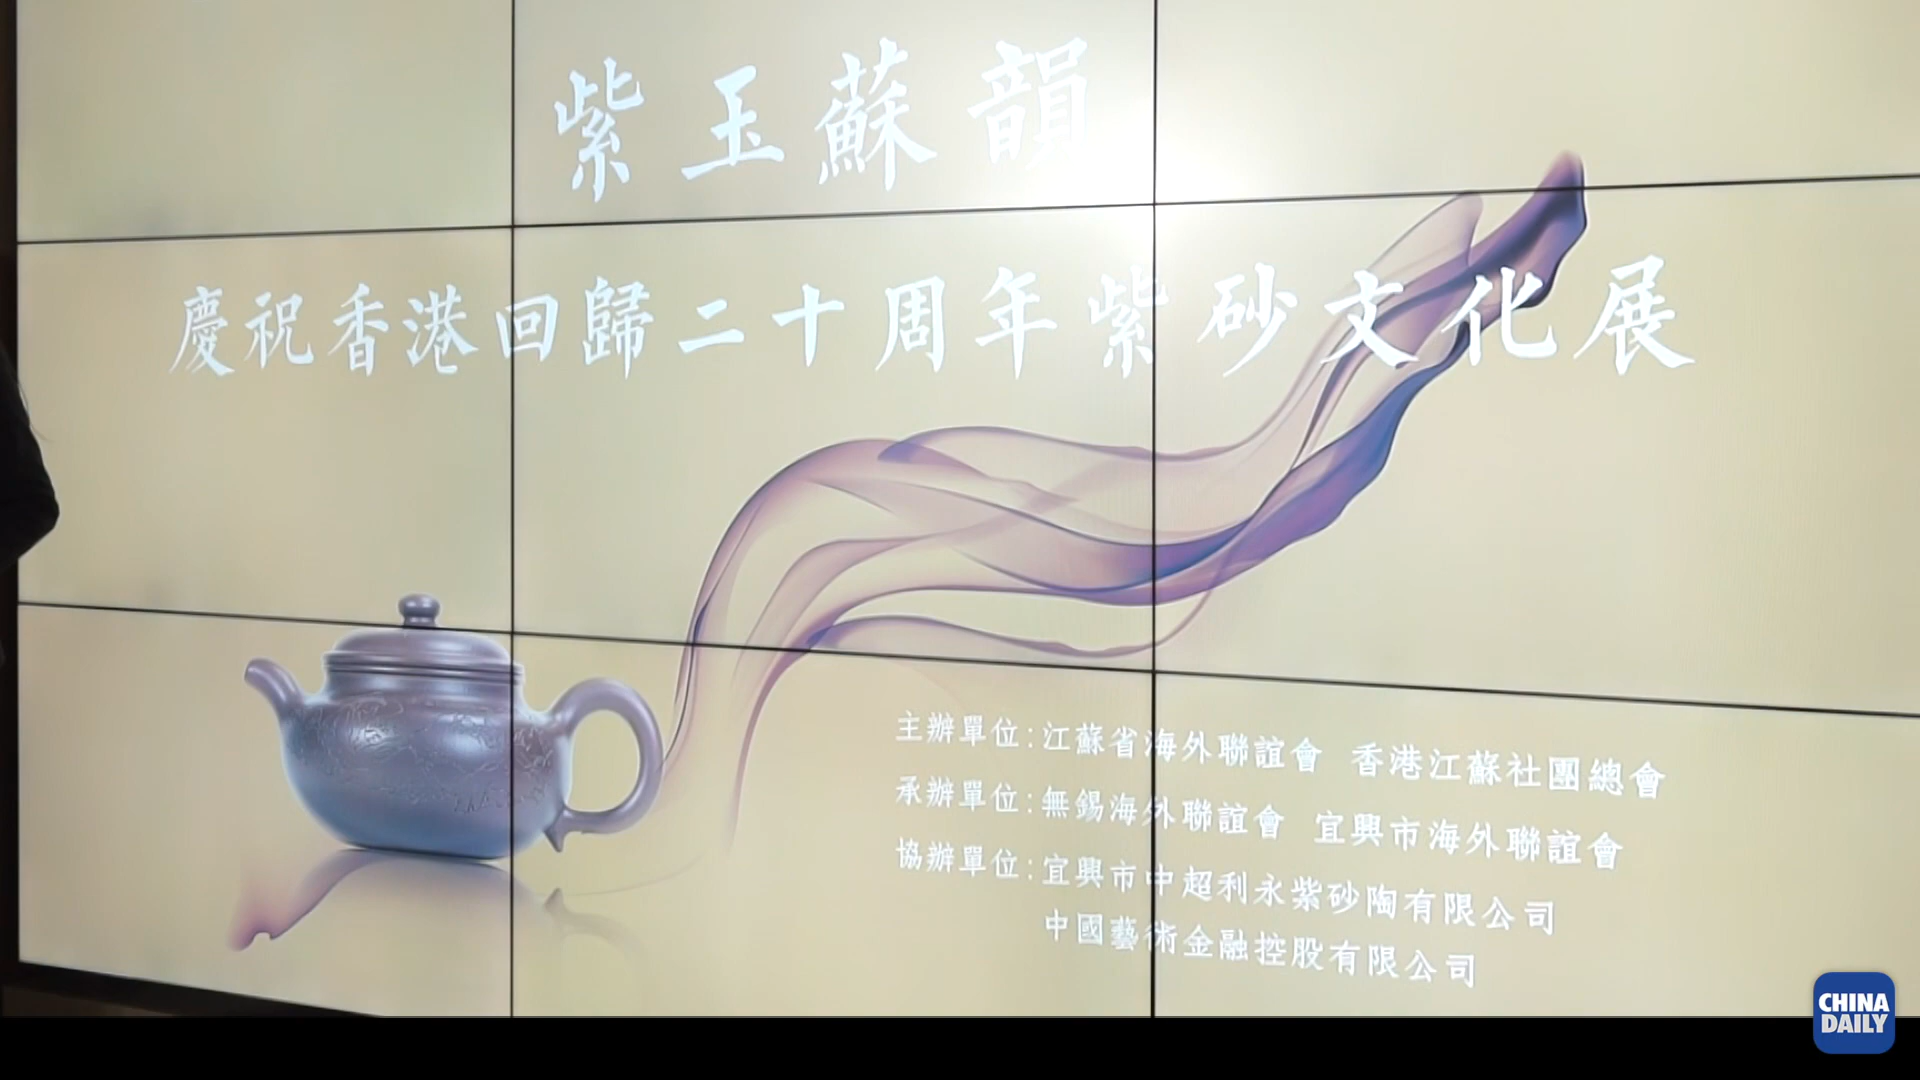 紫玉蘇韻
慶祝香港回歸二十周年紫砂文化展
主辦單位:江蘇省海外聯誼會 香港江蘇社團總會
承辦單位:無錫海外聯誼會 宜興市海外聯誼會
協辦單位:宜興市中超利永紫砂陶有限公司
中國藝術金融控股有限公司
CHINA
DAILY